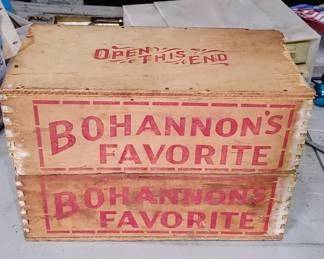 OPEN
THIS END
BOHANNON'S
FAVORITE
BOHANNON'S
FAVORITE